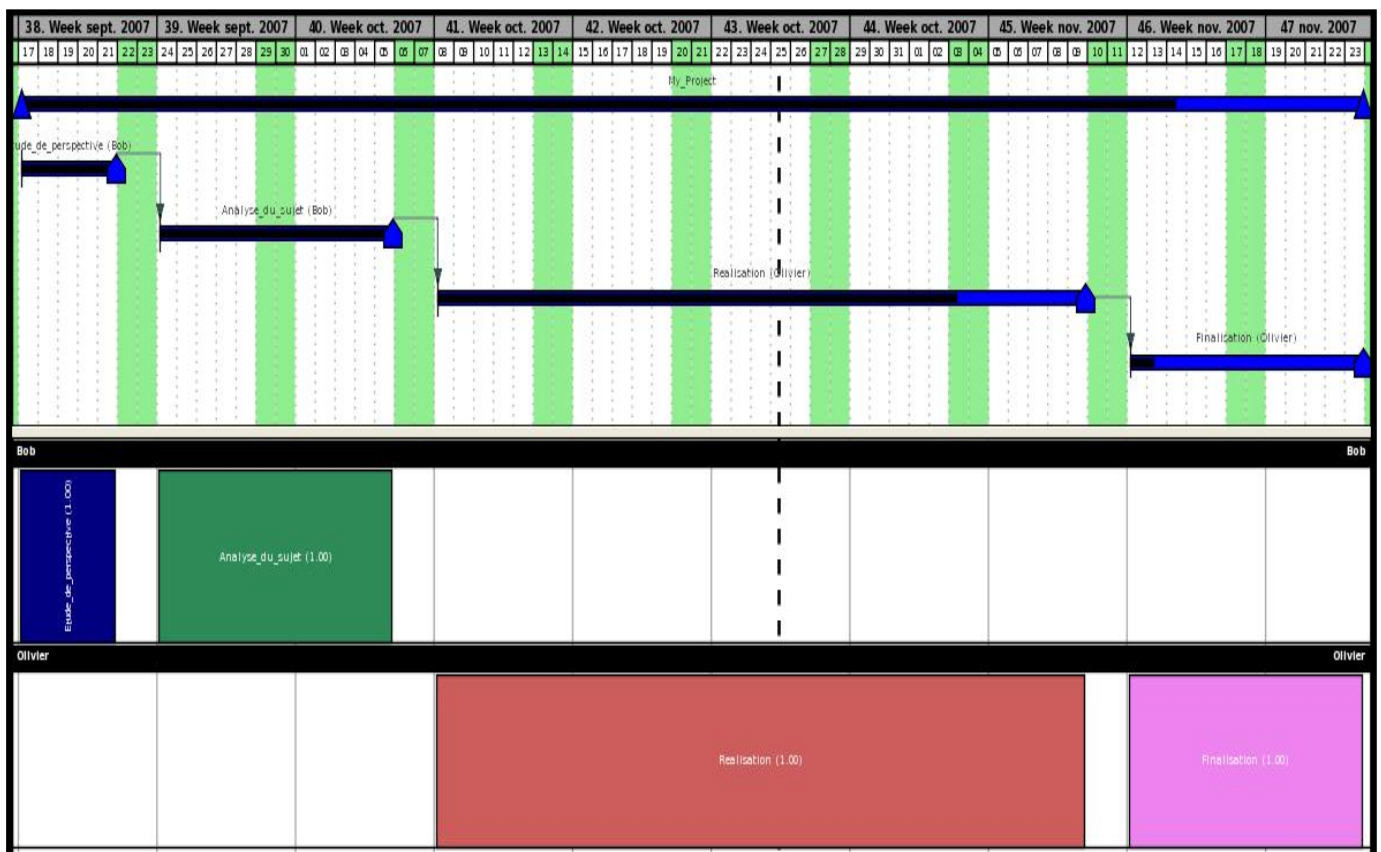 38. Week sept. 2007 39. Week sept. 2007 40. Week oct. 2007 41. Week oct. 2007 42. Week oct. 2007 43. Week oct. 2007 44. Week oct. 2007 45. Week nov. 2007 46. Week nov. 2007 47 nov. 2007
17 18 19 20 21 22 23 24 25 26 27 28 29 30 01 02 03 04 05 06 07 08 09 10 11 12 13 14 15 16 17 18 19 20 21 22 23 24 25 26 27 28 29 30 31 01 02 03 04 05 06 07 08 09 10 11 12 13 14 15 16 17 18 19 20 21 22 23
My_Project
ude_de_perspective (Bob)
Analyse_du_sujet (Bob)
Realisation (Olivier)
Finalisation (Olivier)
Bob Bob
Etude_de_perspective (1.00)
Analyse_du_sujet (1.00)
Olivier Olivier
Realisation (1.00)
Finalisation (1.00)